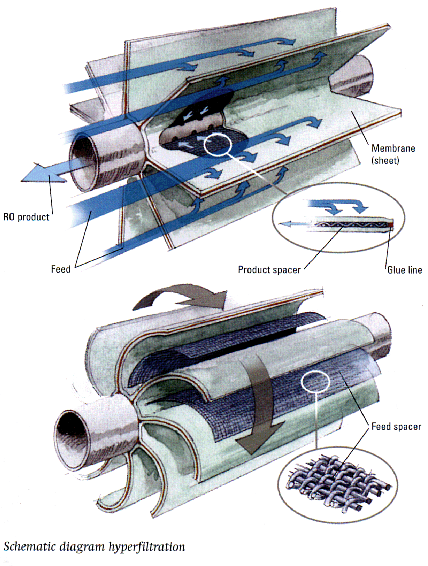 Membrane
(sheet)
RO product
Feed
Product spacer
Glue line
Feed spacer
Schematic diagram hyperfiltration